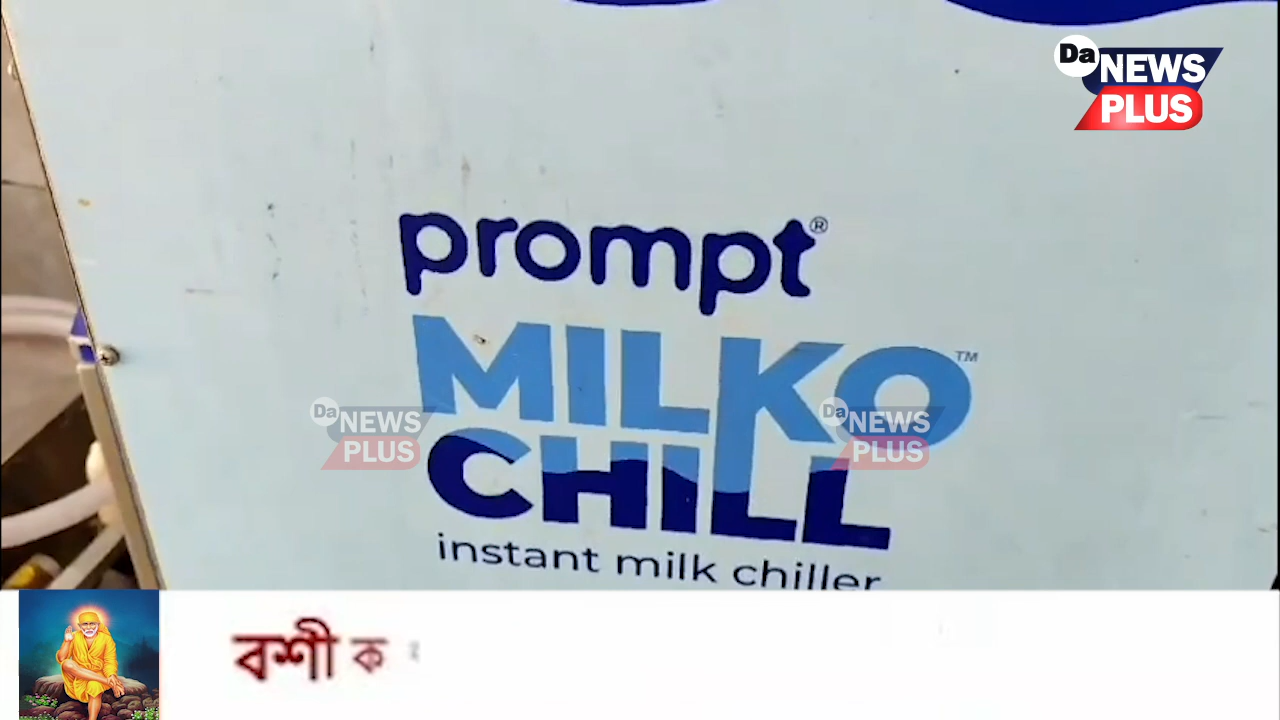 Da NEWS
PLUS
prompt®
MILKO™
CHILL
instant milk chiller
Da NEWS
PLUS
Da NEWS
PLUS
বশী ক